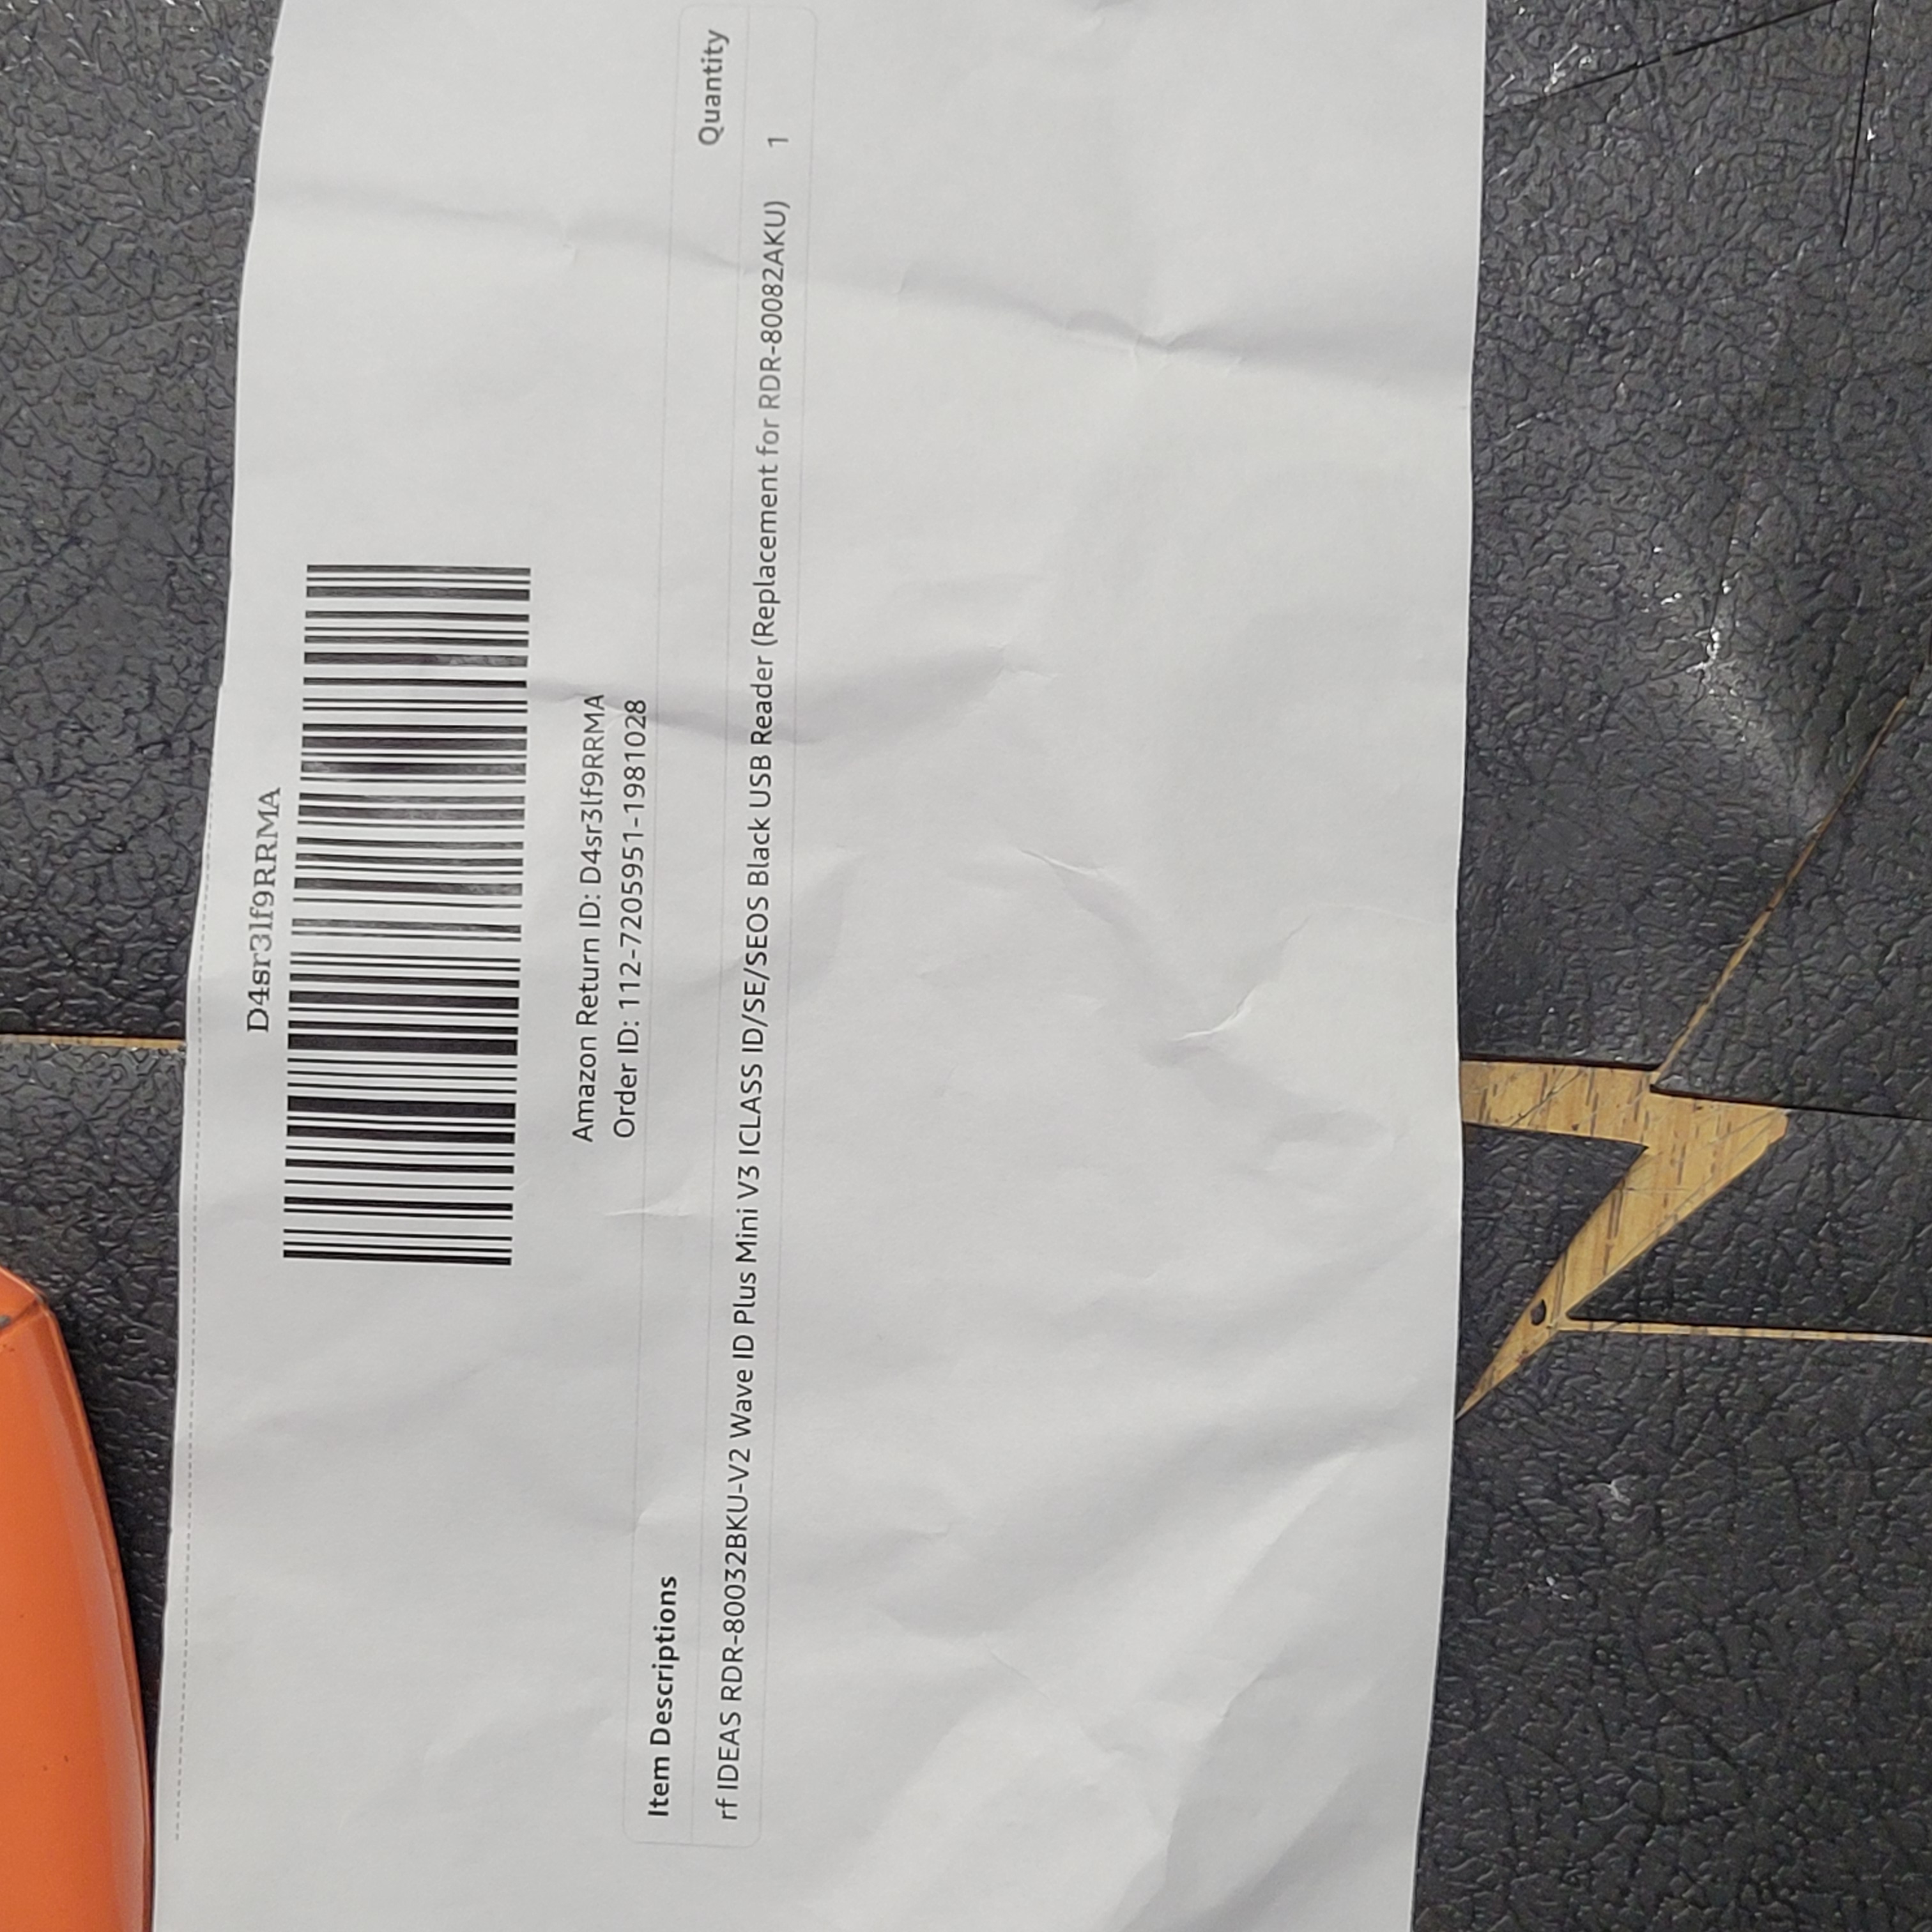 D4sr3lf9RRMA
Amazon Return ID: D4sr3lf9RRMA
Order ID: 112-7205951-1981028
Item Descriptions Quantity
rf IDEAS RDR-80032BKU-V2 Wave ID Plus Mini V3 ICLASS ID/SE/SEOS Black USB Reader (Replacement for RDR-80082AKU) 1